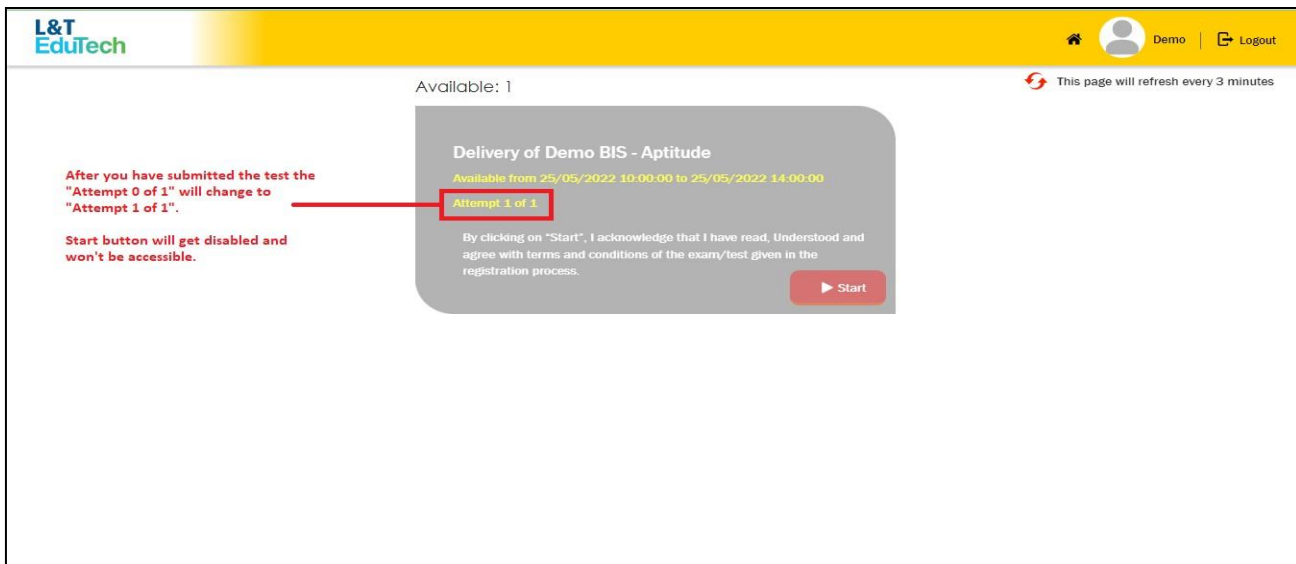 L&T
EduTech
Demo
Logout
Available: 1
This page will refresh every 3 minutes
Delivery of Demo BIS - Aptitude
Available from 25/05/2022 10:00:00 to 25/05/2022 14:00:00
Attempt 1 of 1
By clicking on "Start", I acknowledge that I have read, Understood and
agree with terms and conditions of the exam/test given in the
registration process.
Start
After you have submitted the test the
"Attempt 0 of 1" will change to
"Attempt 1 of 1".
Start button will get disabled and
won't be accessible.